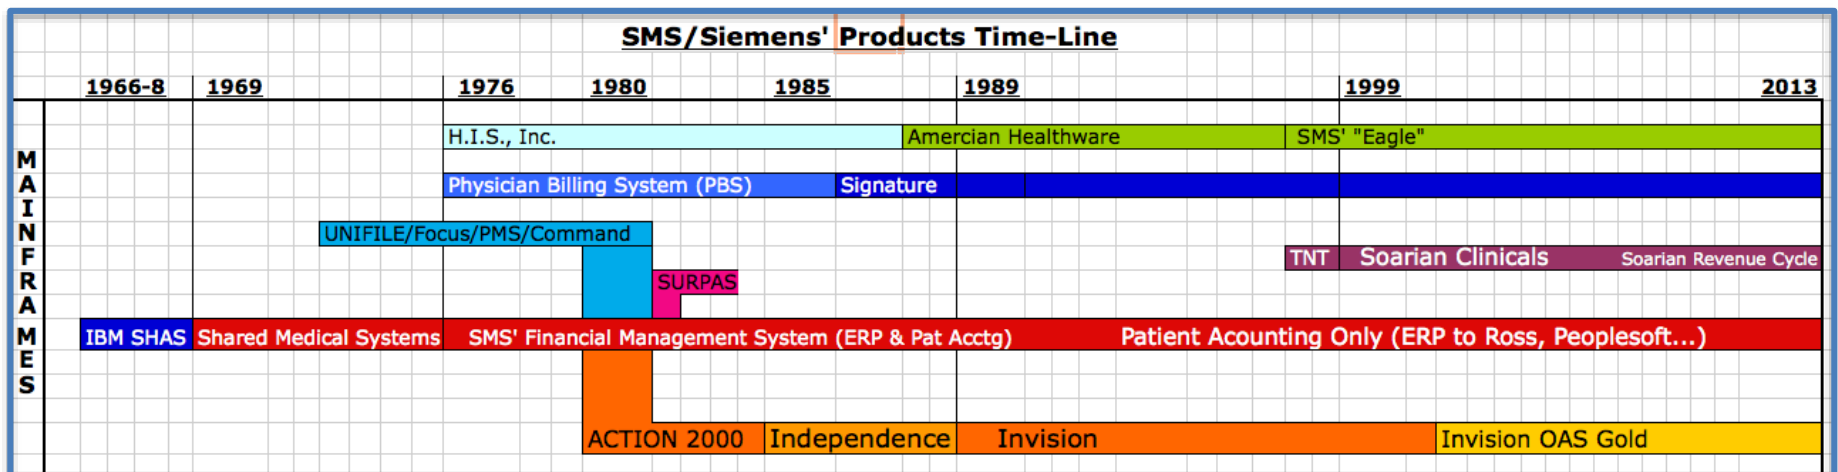 SMS/Siemens' Products Time-Line
1966-8 1969 1976 1980 1985 1989 1999 2013
MAINFRAMES
H.I.S., Inc. Amercian Healthware SMS' "Eagle"
Physician Billing System (PBS) Signature
UNIFILE/Focus/PMS/Command
TNT Soarian Clinicals Soarian Revenue Cycle
SURPAS
IBM SHAS Shared Medical Systems SMS' Financial Management System (ERP & Pat Acctg) Patient Acounting Only (ERP to Ross, Peoplesoft...)
ACTION 2000 Independence Invision Invision OAS Gold